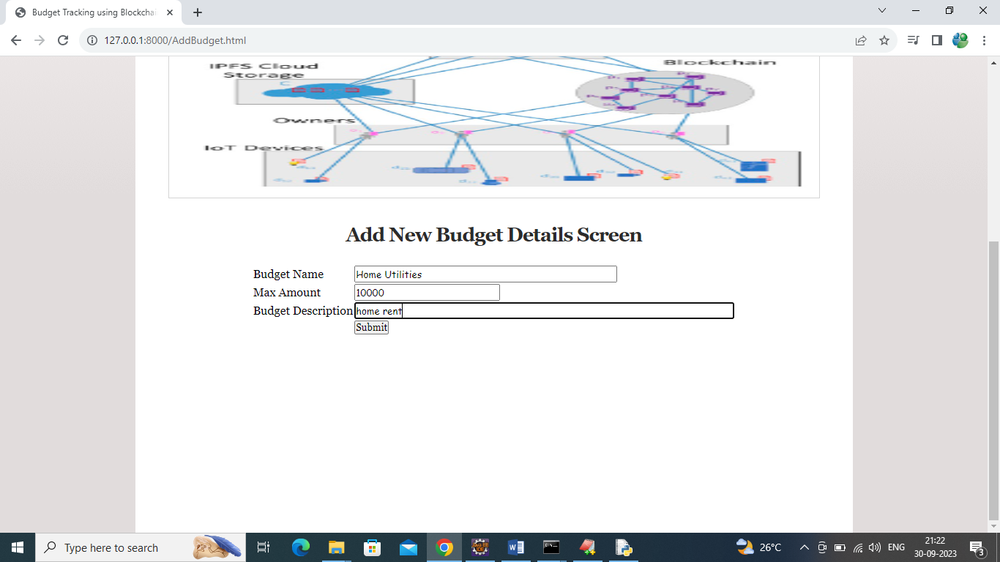 Budget Tracking using Blockchai
127.0.0.1:8000/AddBudget.html
IPFS Cloud
Storage
Blockchain
C
Owners
IoT Devices
Add New Budget Details Screen
Budget Name Home Utilities
Max Amount 10000
Budget Description home rent
Submit
Type here to search
26°C
ENG
21:22
30-09-2023
3